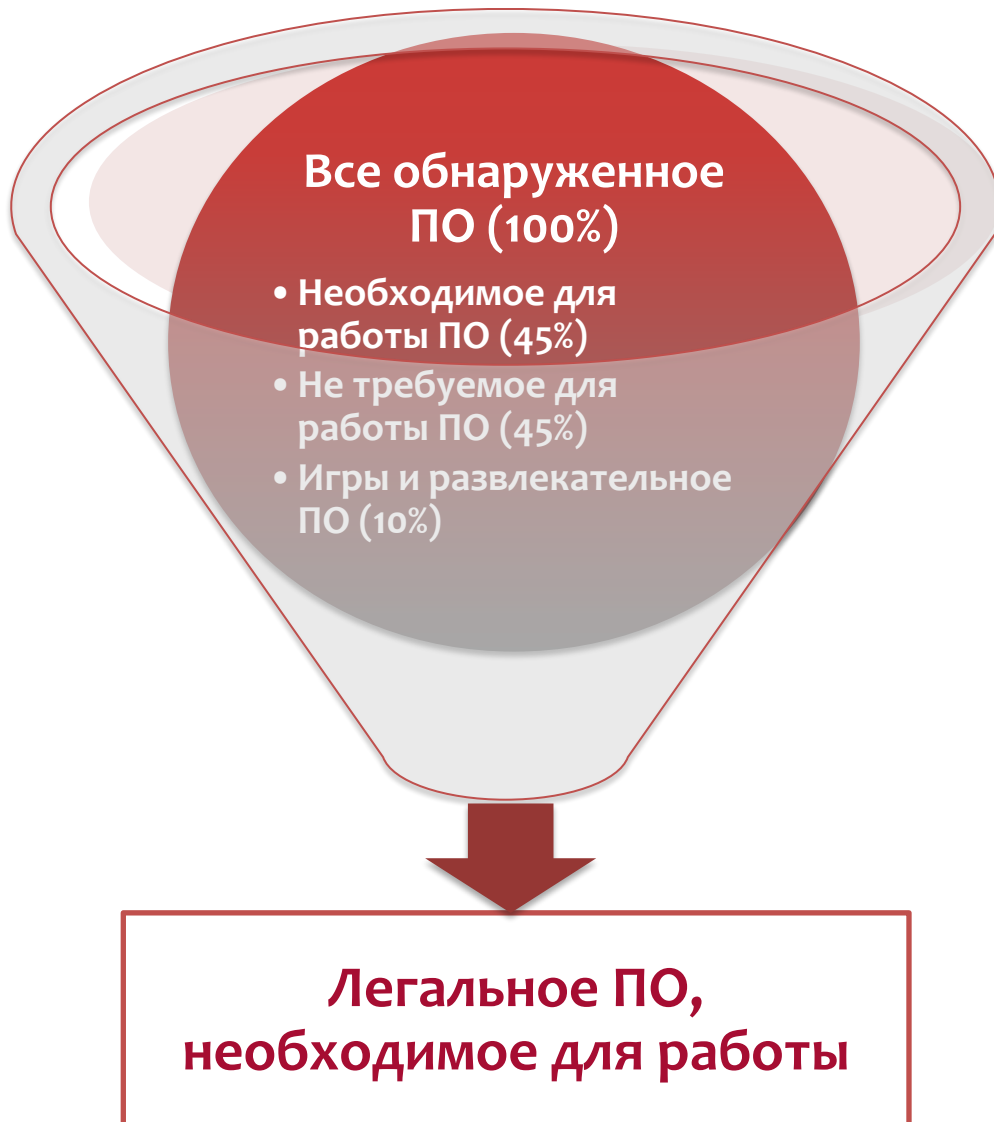 Все обнаруженное
ПО (100%)
• Необходимое для
работы ПО (45%)
• Не требуемое для
работы ПО (45%)
• Игры и развлекательное
ПО (10%)
Легальное ПО,
необходимое для работы